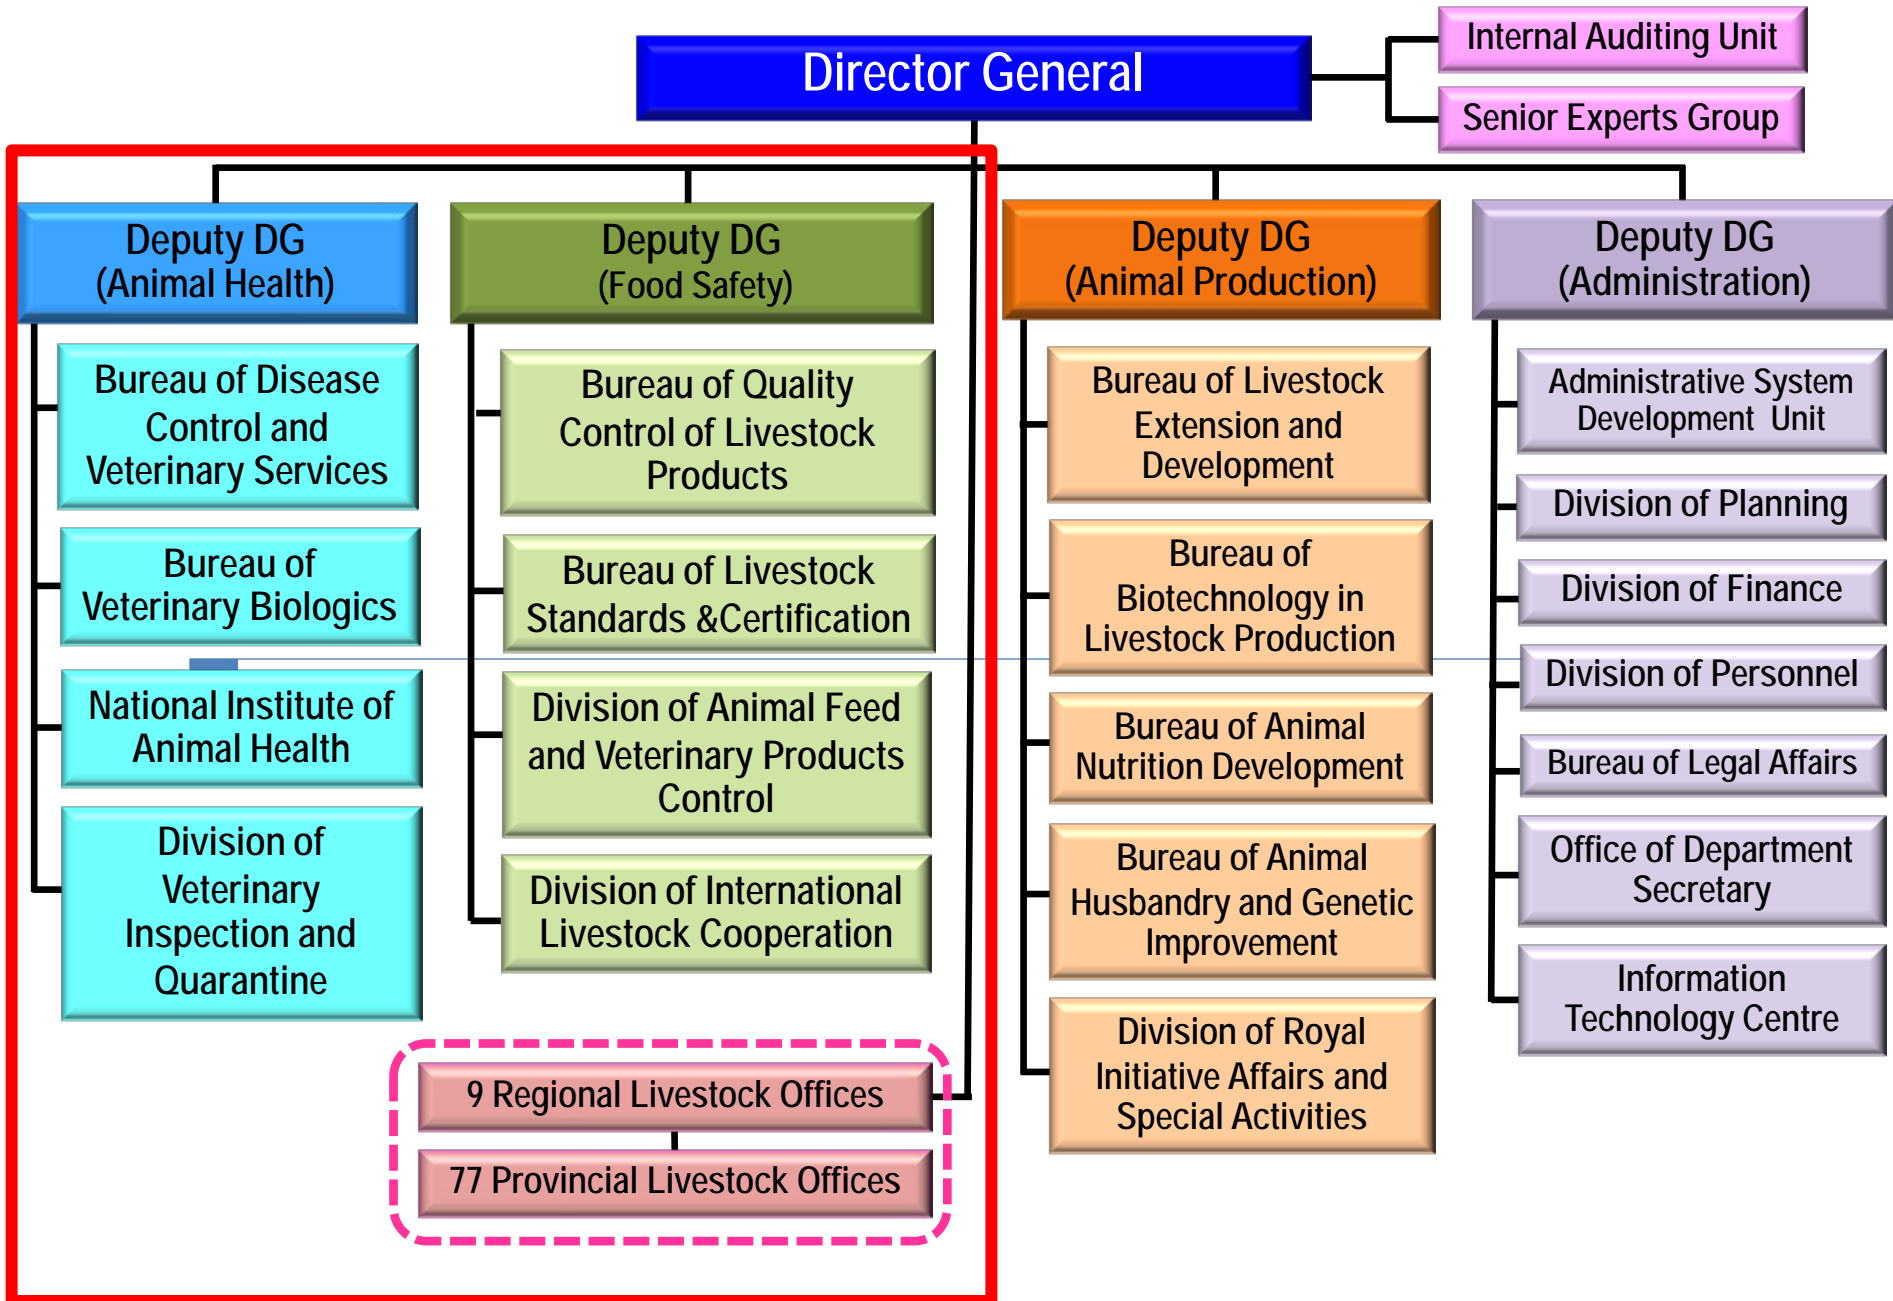 Director General
Internal Auditing Unit
Senior Experts Group
Deputy DG
(Animal Health)
Bureau of Disease
Control and
Veterinary Services
Bureau of
Veterinary Biologics
National Institute of
Animal Health
Division of
Veterinary
Inspection and
Quarantine
Deputy DG
(Food Safety)
Bureau of Quality
Control of Livestock
Products
Bureau of Livestock
Standards &Certification
Division of Animal Feed
and Veterinary Products
Control
Division of International
Livestock Cooperation
9 Regional Livestock Offices
77 Provincial Livestock Offices
Deputy DG
(Animal Production)
Bureau of Livestock
Extension and
Development
Bureau of
Biotechnology in
Livestock Production
Bureau of Animal
Nutrition Development
Bureau of Animal
Husbandry and Genetic
Improvement
Division of Royal
Initiative Affairs and
Special Activities
Deputy DG
(Administration)
Administrative System
Development Unit
Division of Planning
Division of Finance
Division of Personnel
Bureau of Legal Affairs
Office of Department
Secretary
Information
Technology Centre